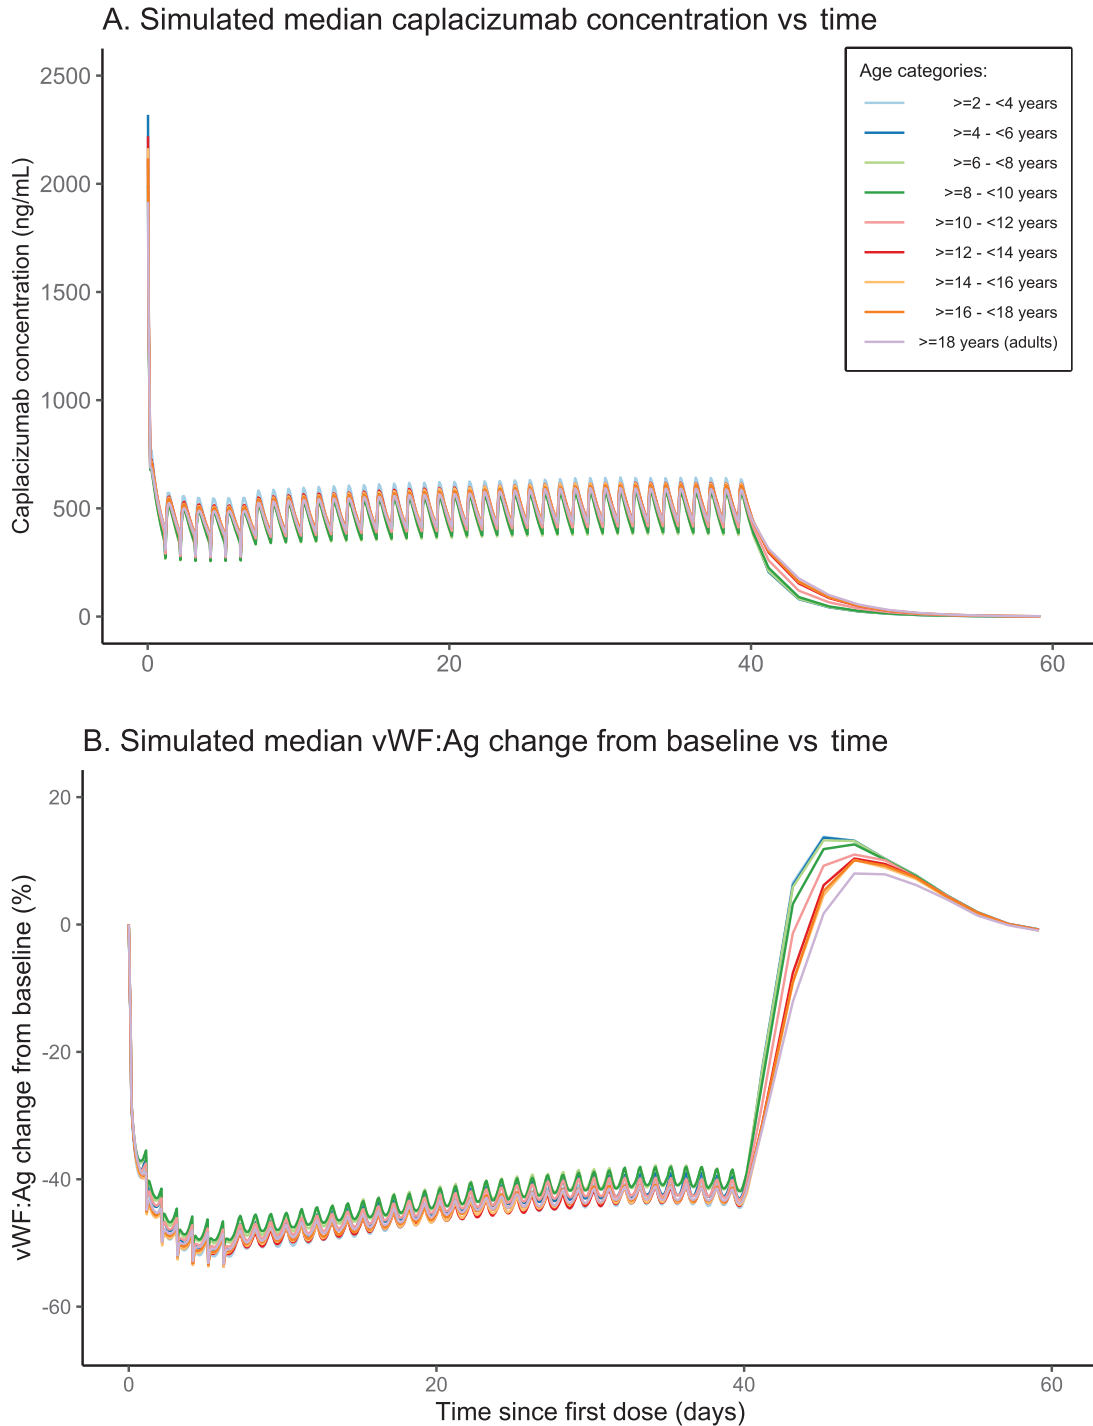 A. Simulated median caplacizumab concentration vs time
Caplacizumab concentration (ng/mL)
2500
2000
1500
1000
500
0
0 20 40 60
Age categories:
>=2 - <4 years
>=4 - <6 years
>=6 - <8 years
>=8 - <10 years
>=10 - <12 years
>=12 - <14 years
>=14 - <16 years
>=16 - <18 years
>=18 years (adults)
B. Simulated median vWF:Ag change from baseline vs time
vWF:Ag change from baseline (%)
20
0
-20
-40
-60
0 20 40 60
Time since first dose (days)